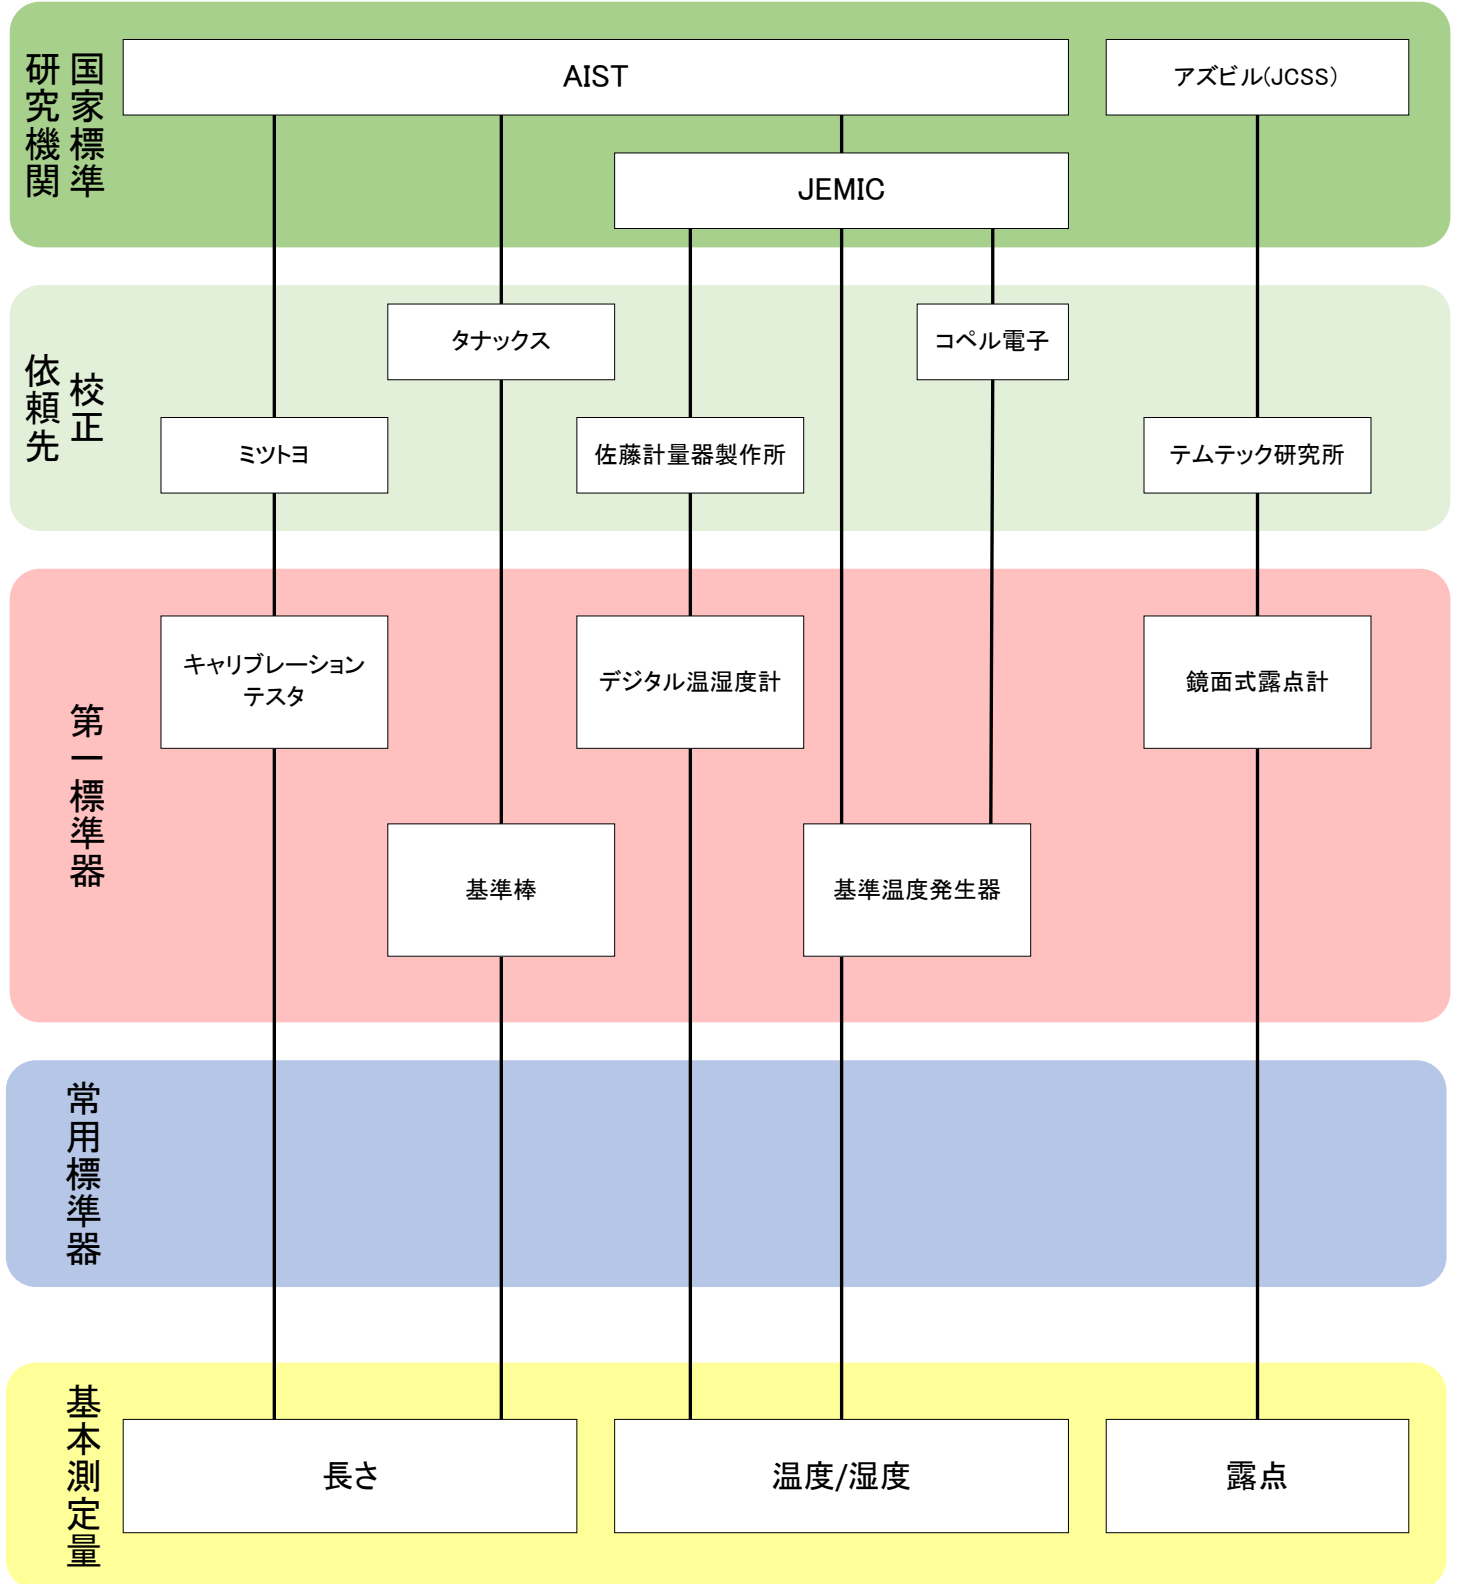 国家標準
研究機関
AIST
アズビル(JCSS)
JEMIC
校正
依頼先
タナックス
コペル電子
ミツトヨ
佐藤計量器製作所
テムテック研究所
第一標準器
キャリブレーション
テスタ
デジタル温湿度計
鏡面式露点計
基準棒
基準温度発生器
常用標準器
基本測定量
長さ
温度/湿度
露点